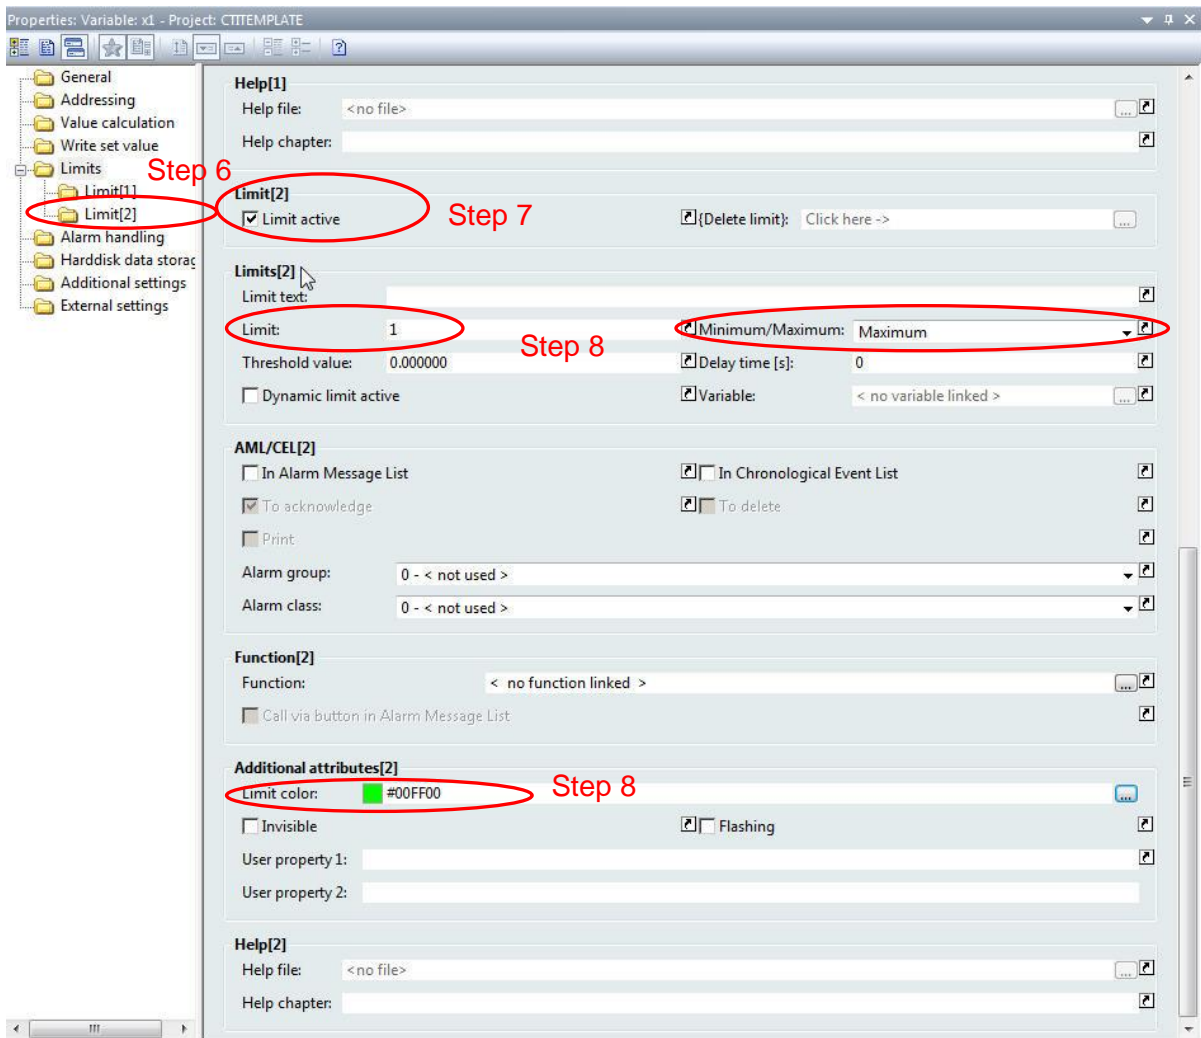 Properties: Variable: x1 - Project: CTITEMPLATE
General
Addressing
Value calculation
Write set value
Limits
Limit[1]
Limit[2]
Alarm handling
Harddisk data storag
Additional settings
External settings
Step 6
Help[1]
Help file: <no file> ...
Help chapter:
Limit[2]
Limit active {Delete limit}: Click here -> ...
Step 7
Limits[2]
Limit text:
Limit: 1 Minimum/Maximum: Maximum
Step 8
Threshold value: 0.000000 Delay time [s]: 0
Dynamic limit active Variable: < no variable linked > ...
AML/CEL[2]
In Alarm Message List In Chronological Event List
To acknowledge To delete
Print
Alarm group: 0 - < not used >
Alarm class: 0 - < not used >
Function[2]
Function: < no function linked > ...
Call via button in Alarm Message List
Additional attributes[2]
Limit color: #00FF00 ...
Step 8
Invisible Flashing
User property 1:
User property 2:
Help[2]
Help file: <no file> ...
Help chapter: